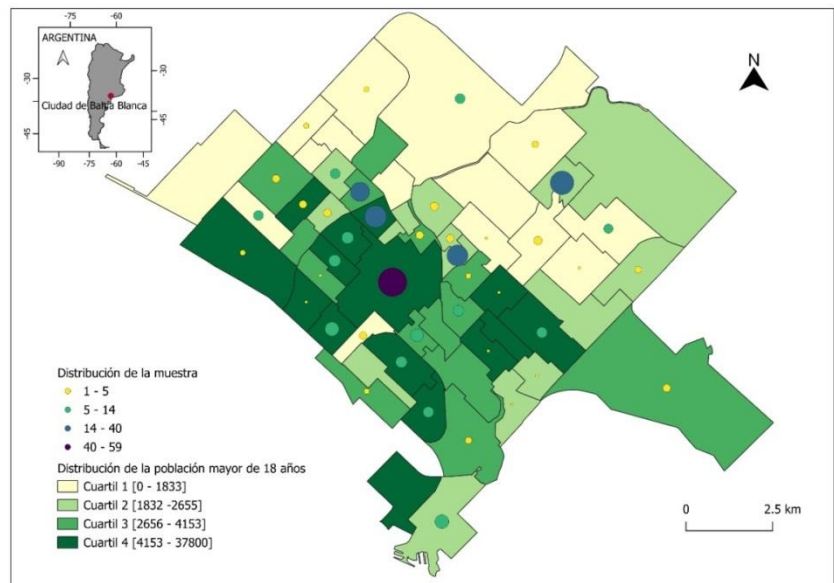 -75 -60
ARGENTINA
-30 -30
Ciudad de Bahía Blanca
-45 -45
-90 -75 -60 -45
N
Distribución de la muestra
1 - 5
5 - 14
14 - 40
40 - 59
Distribución de la población mayor de 18 años
Cuartil 1 [0 - 1833]
Cuartil 2 [1832 -2655]
Cuartil 3 [2656 - 4153]
Cuartil 4 [4153 - 37800]
0 2.5 km